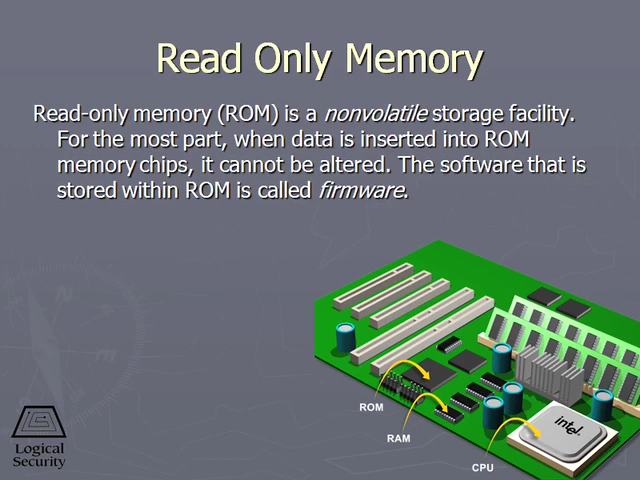 Read Only Memory
Read-only memory (ROM) is a nonvolatile storage facility.
For the most part, when data is inserted into ROM
memory chips, it cannot be altered. The software that is
stored within ROM is called firmware.
ROM
RAM
intel
CPU
Logical
Security